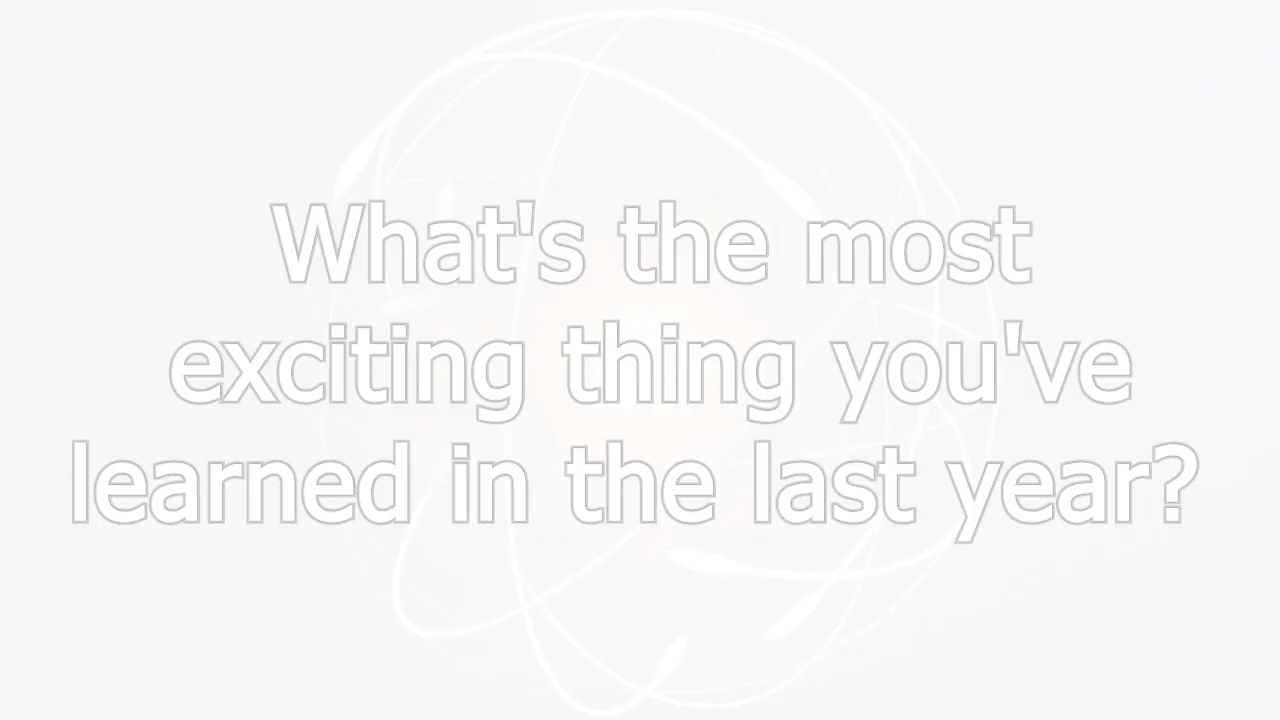 What's the most
exciting thing you've
learned in the last year?